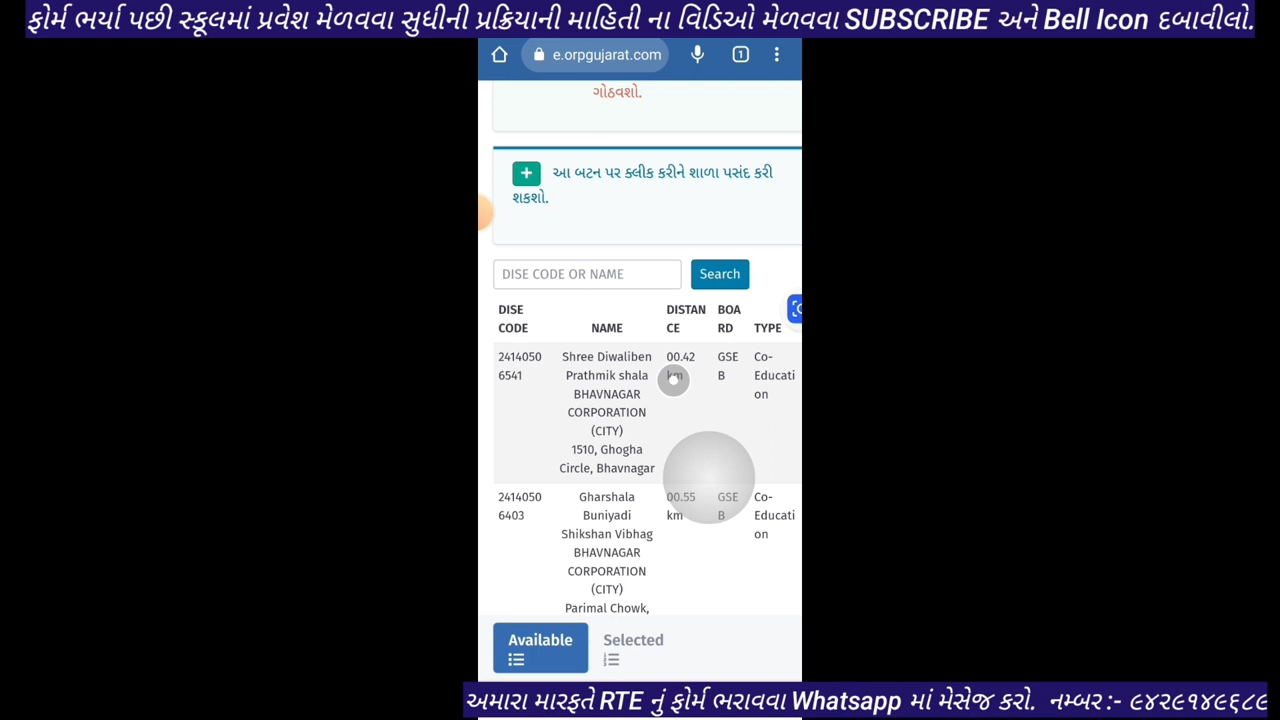 ફોર્મ ભર્યા પછી સ્કૂલમાં પ્રવેશ મેળવવા સુધીની પ્રક્રિયાની માહિતી ના વિડિઓ મેળવવા SUBSCRIBE અને Bell Icon દબાવીલો.
e.orpgujarat.com
1
ગોઠવશો.
+ આ બટન પર ક્લીક કરીને શાળા પસંદ કરી
શકશો.
DISE CODE OR NAME Search
DISE DISTAN BOA
CODE NAME CE RD TYPE
2414050 Shree Diwaliben 00.42 GSE Co-
6541 Prathmik shala km B Educati
BHAVNAGAR on
CORPORATION
(CITY)
1510, Ghogha
Circle, Bhavnagar
2414050 Gharshala 00.55 GSE Co-
6403 Buniyadi km B Educati
Shikshan Vibhag on
BHAVNAGAR
CORPORATION
(CITY)
Parimal Chowk,
Available Selected
અમારા મારફતે RTE નું ફોર્મ ભરાવવા Whatsapp માં મેસેજ કરો. નમ્બર :- ૯૪૨૯૧૪૯૬૮૯